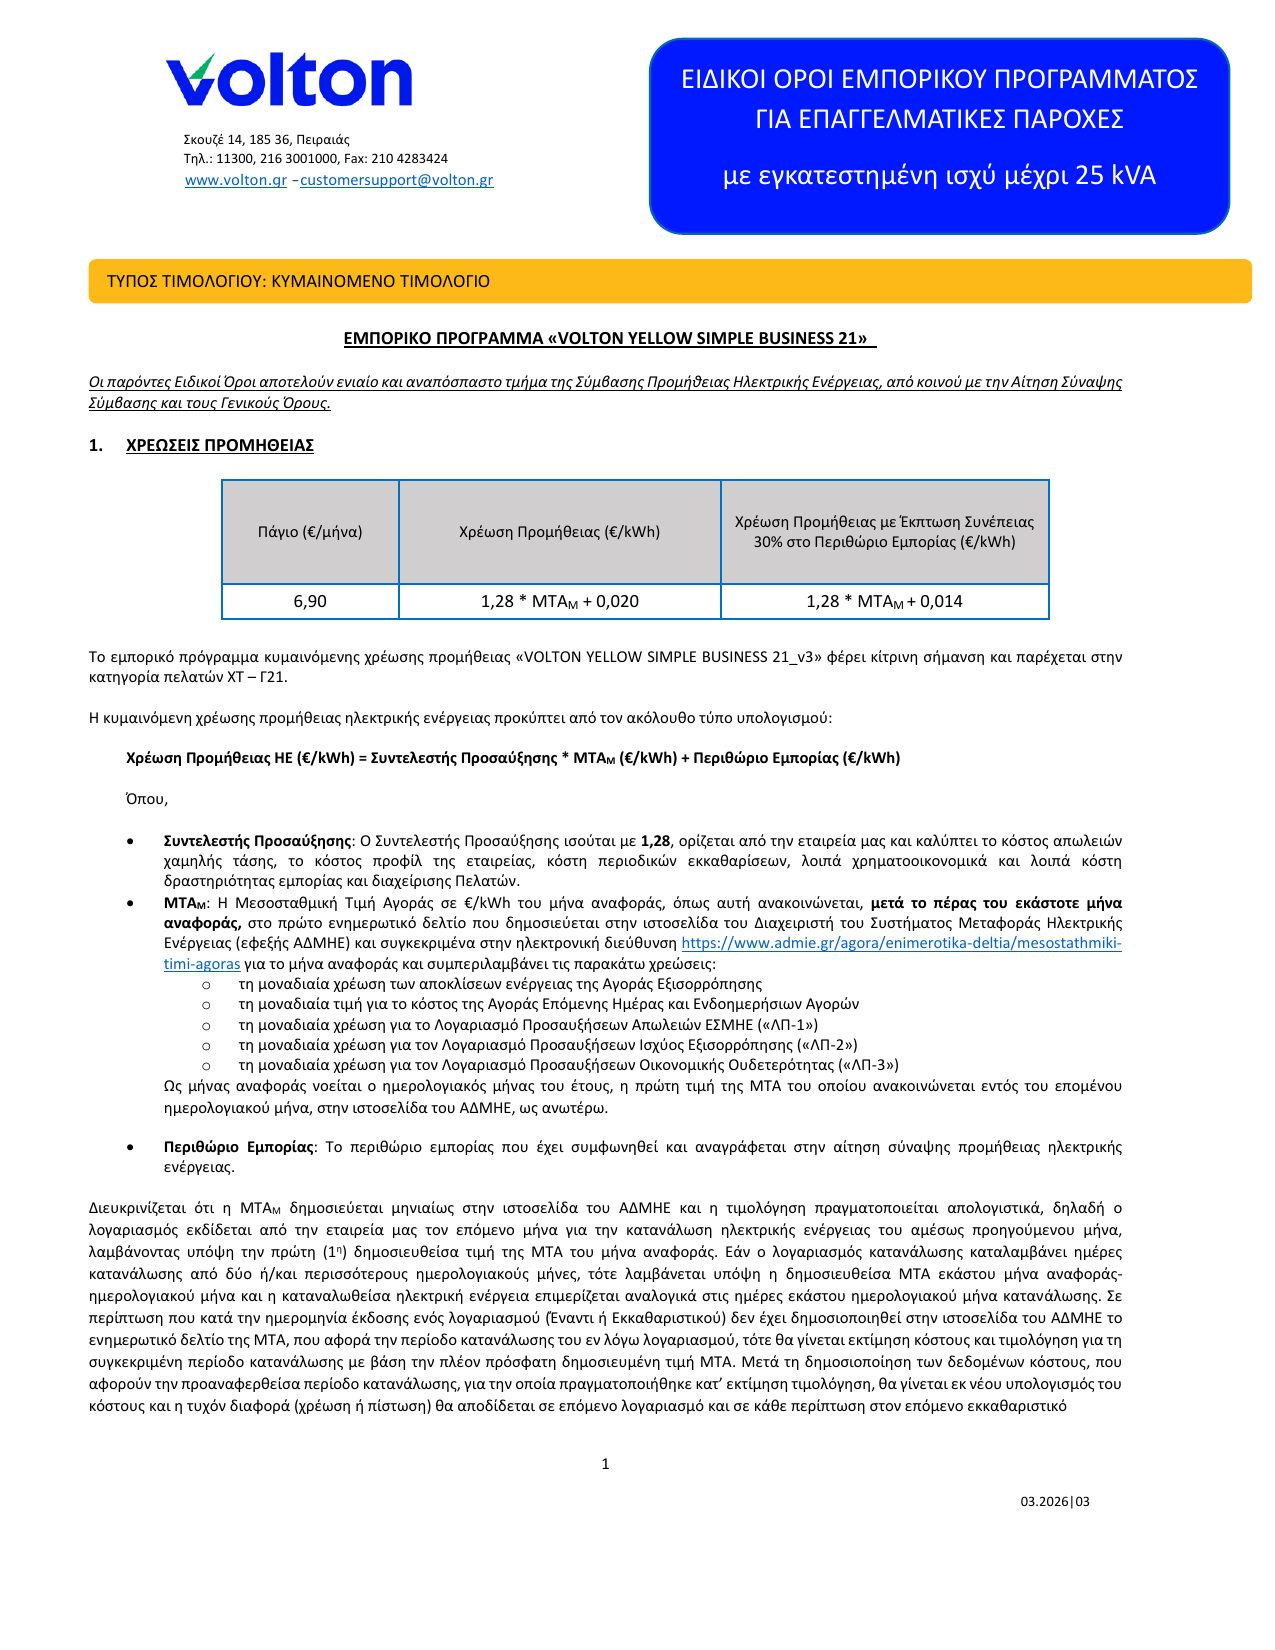 volton
Σκουζέ 14, 185 36, Πειραιάς
Τηλ.: 11300, 216 3001000, Fax: 210 4283424
www.volton.gr –customersupport@volton.gr
ΕΙΔΙΚΟΙ ΟΡΟΙ ΕΜΠΟΡΙΚΟΥ ΠΡΟΓΡΑΜΜΑΤΟΣ
ΓΙΑ ΕΠΑΓΓΕΛΜΑΤΙΚΕΣ ΠΑΡΟΧΕΣ
με εγκατεστημένη ισχύ μέχρι 25 kVA
ΤΥΠΟΣ ΤΙΜΟΛΟΓΙΟΥ: ΚΥΜΑΙΝΟΜΕΝΟ ΤΙΜΟΛΟΓΙΟ
ΕΜΠΟΡΙΚΟ ΠΡΟΓΡΑΜΜΑ «VOLTON YELLOW SIMPLE BUSINESS 21»
Οι παρόντες Ειδικοί Όροι αποτελούν ενιαίο και αναπόσπαστο τμήμα της Σύμβασης Προμήθειας Ηλεκτρικής Ενέργειας, από κοινού με την Αίτηση Σύναψης
Σύμβασης και τους Γενικούς Όρους.
1. ΧΡΕΩΣΕΙΣ ΠΡΟΜΗΘΕΙΑΣ
Πάγιο (€/μήνα)
Χρέωση Προμήθειας (€/kWh)
Χρέωση Προμήθειας με Έκπτωση Συνέπειας
30% στο Περιθώριο Εμπορίας (€/kWh)
6,90
1,28 * ΜΤΑΜ + 0,020
1,28 * ΜΤΑΜ + 0,014
Το εμπορικό πρόγραμμα κυμαινόμενης χρέωσης προμήθειας «VOLTON YELLOW SIMPLE BUSINESS 21_v3» φέρει κίτρινη σήμανση και παρέχεται στην
κατηγορία πελατών ΧΤ – Γ21.
Η κυμαινόμενη χρέωσης προμήθειας ηλεκτρικής ενέργειας προκύπτει από τον ακόλουθο τύπο υπολογισμού:
Χρέωση Προμήθειας ΗΕ (€/kWh) = Συντελεστής Προσαύξησης * ΜΤΑΜ (€/kWh) + Περιθώριο Εμπορίας (€/kWh)
Όπου,
• Συντελεστής Προσαύξησης: Ο Συντελεστής Προσαύξησης ισούται με 1,28, ορίζεται από την εταιρεία μας και καλύπτει το κόστος απωλειών
χαμηλής τάσης, το κόστος προφίλ της εταιρείας, κόστη περιοδικών εκκαθαρίσεων, λοιπά χρηματοοικονομικά και λοιπά κόστη
δραστηριότητας εμπορίας και διαχείρισης Πελατών.
• ΜΤΑΜ: Η Μεσοσταθμική Τιμή Αγοράς σε €/kWh του μήνα αναφοράς, όπως αυτή ανακοινώνεται, μετά το πέρας του εκάστοτε μήνα
αναφοράς, στο πρώτο ενημερωτικό δελτίο που δημοσιεύεται στην ιστοσελίδα του Διαχειριστή του Συστήματος Μεταφοράς Ηλεκτρικής
Ενέργειας (εφεξής ΑΔΜΗΕ) και συγκεκριμένα στην ηλεκτρονική διεύθυνση https://www.admie.gr/agora/enimerotika-deltia/mesostathmiki-
timi-agoras για το μήνα αναφοράς και συμπεριλαμβάνει τις παρακάτω χρεώσεις:
o τη μοναδιαία χρέωση των αποκλίσεων ενέργειας της Αγοράς Εξισορρόπησης
o τη μοναδιαία τιμή για το κόστος της Αγοράς Επόμενης Ημέρας και Ενδοημερήσιων Αγορών
o τη μοναδιαία χρέωση για το Λογαριασμό Προσαυξήσεων Απωλειών ΕΣΜΗΕ («ΛΠ-1»)
o τη μοναδιαία χρέωση για τον Λογαριασμό Προσαυξήσεων Ισχύος Εξισορρόπησης («ΛΠ-2»)
o τη μοναδιαία χρέωση για τον Λογαριασμό Προσαυξήσεων Οικονομικής Ουδετερότητας («ΛΠ-3»)
Ως μήνας αναφοράς νοείται ο ημερολογιακός μήνας του έτους, η πρώτη τιμή της ΜΤΑ του οποίου ανακοινώνεται εντός του επομένου
ημερολογιακού μήνα, στην ιστοσελίδα του ΑΔΜΗΕ, ως ανωτέρω.
• Περιθώριο Εμπορίας: Το περιθώριο εμπορίας που έχει συμφωνηθεί και αναγράφεται στην αίτηση σύναψης προμήθειας ηλεκτρικής
ενέργειας.
Διευκρινίζεται ότι η ΜΤΑΜ δημοσιεύεται μηνιαίως στην ιστοσελίδα του ΑΔΜΗΕ και η τιμολόγηση πραγματοποιείται απολογιστικά, δηλαδή ο
λογαριασμός εκδίδεται από την εταιρεία μας τον επόμενο μήνα για την κατανάλωση ηλεκτρικής ενέργειας του αμέσως προηγούμενου μήνα,
λαμβάνοντας υπόψη την πρώτη (1η) δημοσιευθείσα τιμή της ΜΤΑ του μήνα αναφοράς. Εάν ο λογαριασμός κατανάλωσης καταλαμβάνει ημέρες
κατανάλωσης από δύο ή/και περισσότερους ημερολογιακούς μήνες, τότε λαμβάνεται υπόψη η δημοσιευθείσα ΜΤΑ εκάστου μήνα αναφοράς-
ημερολογιακού μήνα και η καταναλωθείσα ηλεκτρική ενέργεια επιμερίζεται αναλογικά στις ημέρες εκάστου ημερολογιακού μήνα κατανάλωσης. Σε
περίπτωση που κατά την ημερομηνία έκδοσης ενός λογαριασμού (Έναντι ή Εκκαθαριστικού) δεν έχει δημοσιοποιηθεί στην ιστοσελίδα του ΑΔΜΗΕ το
ενημερωτικό δελτίο της ΜΤΑ, που αφορά την περίοδο κατανάλωσης του εν λόγω λογαριασμού, τότε θα γίνεται εκτίμηση κόστους και τιμολόγηση για τη
συγκεκριμένη περίοδο κατανάλωσης με βάση την πλέον πρόσφατη δημοσιευμένη τιμή ΜΤΑ. Μετά τη δημοσιοποίηση των δεδομένων κόστους, που
αφορούν την προαναφερθείσα περίοδο κατανάλωσης, για την οποία πραγματοποιήθηκε κατ’ εκτίμηση τιμολόγηση, θα γίνεται εκ νέου υπολογισμός του
κόστους και η τυχόν διαφορά (χρέωση ή πίστωση) θα αποδίδεται σε επόμενο λογαριασμό και σε κάθε περίπτωση στον επόμενο εκκαθαριστικό
1
03.2026|03